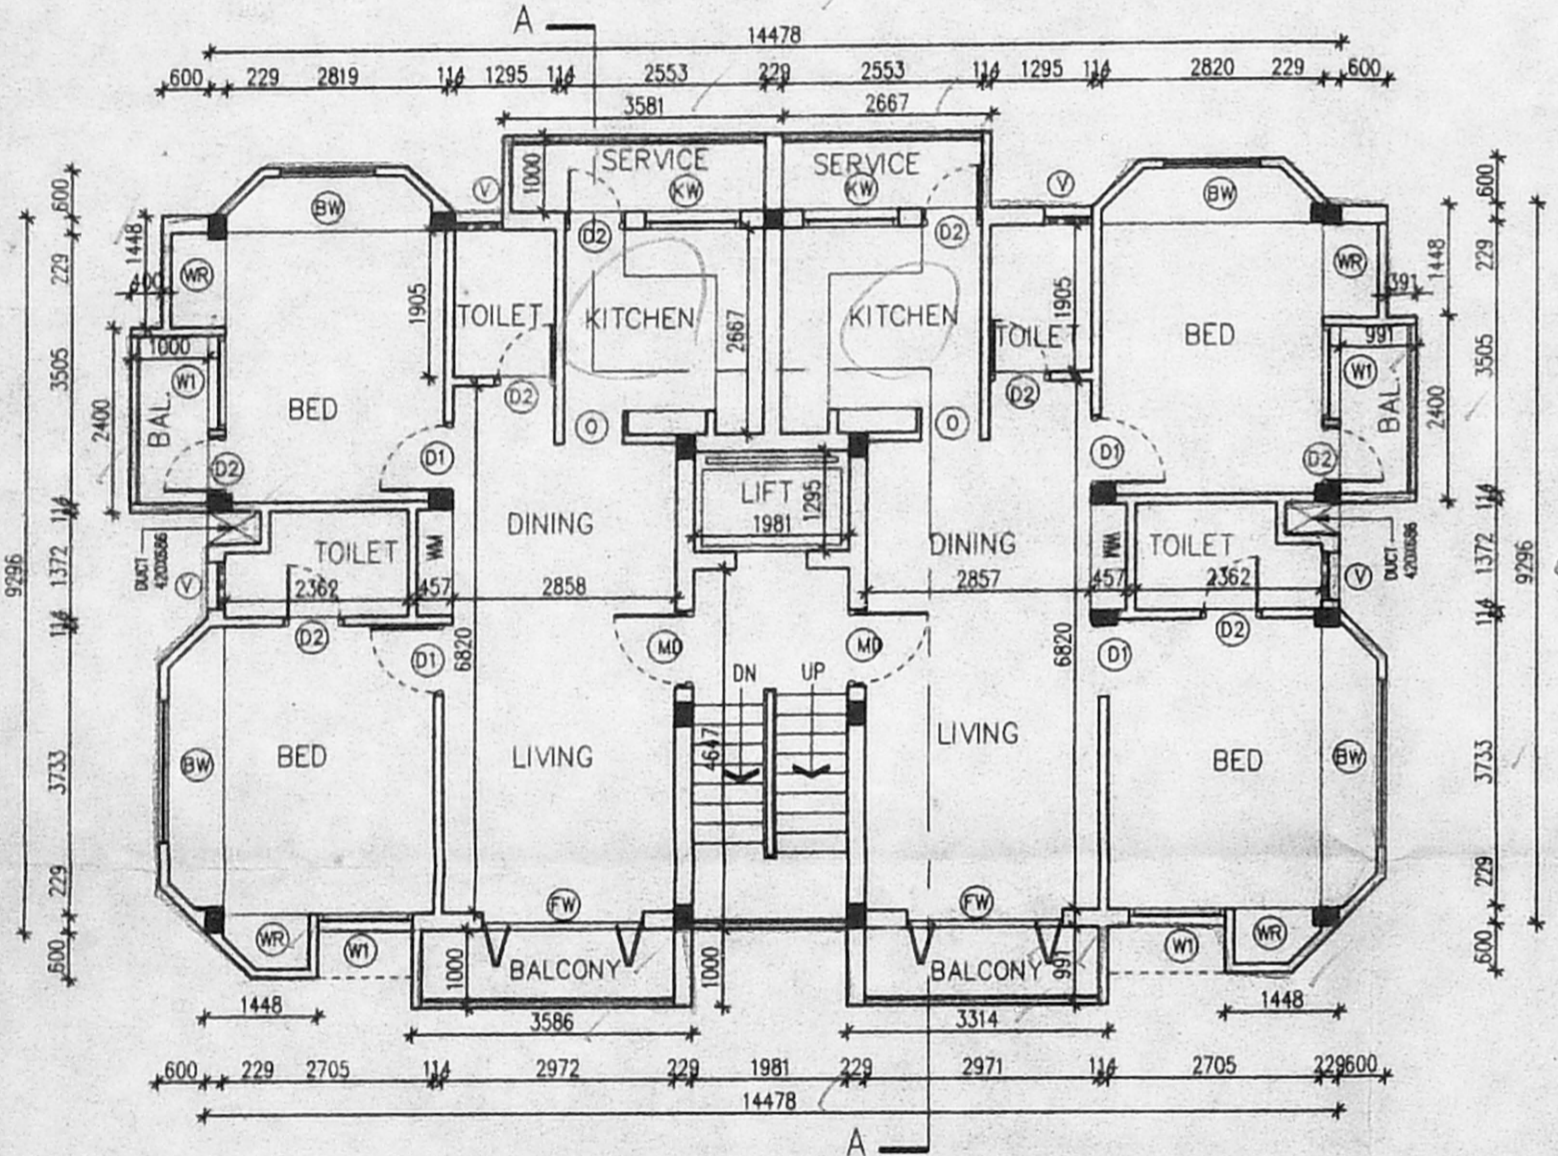 A
14478
600 229 2819 114 1295 114 2553 229 2553 114 1295 114 2820 229 600
3581 2667
SERVICE SERVICE
1000
V KW KW V
BW BW
600 600
D2 D2
1448 1448
229 229
WR WR
400 391
1905 1905
TOILET KITCHEN KITCHEN TOILET
2667
BED BED
1000 991
W1 W1
3505 3505
2400 2400
BAL. BAL.
D2 D2
O O
D1 D1
D2 D2
LIFT
1295
1981
DINING DINING
114 114
TOILET WM WM TOILET
DUCT 420X686 DUCT 420X686
1372 1372
V V
9296 9296
2362 457 2858 2857 457 2362
114 114
D2 D1 MD MD D1 D2
6820 6820
DN UP
4647
BED LIVING LIVING BED
BW BW
3733 3733
229 229
FW FW
WR W1 W1 WR
600 600
1000 BALCONY 1000 BALCONY 991
1448 1448
3586 3314
600 229 2705 114 2972 229 1981 229 2971 114 2705 229 600
14478
A